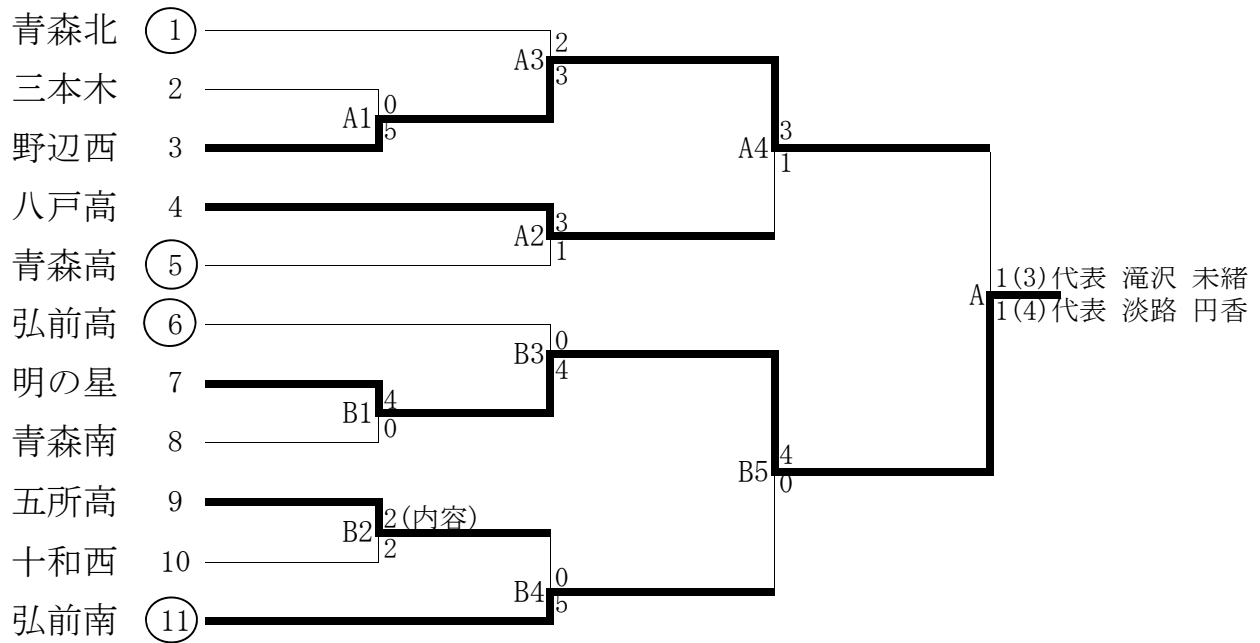 青森北 1
三本木 2
野辺西 3
八戸高 4
青森高 5
弘前高 6
明の星 7
青森南 8
五所高 9
十和西 10
弘前南 11
A1
0
5
B1
4
0
B2
2(内容)
2
A3
2
3
A2
3
1
B3
0
4
B4
0
5
A4
3
1
B5
4
0
A
1(3)代表 滝沢 未緒
1(4)代表 淡路 円香